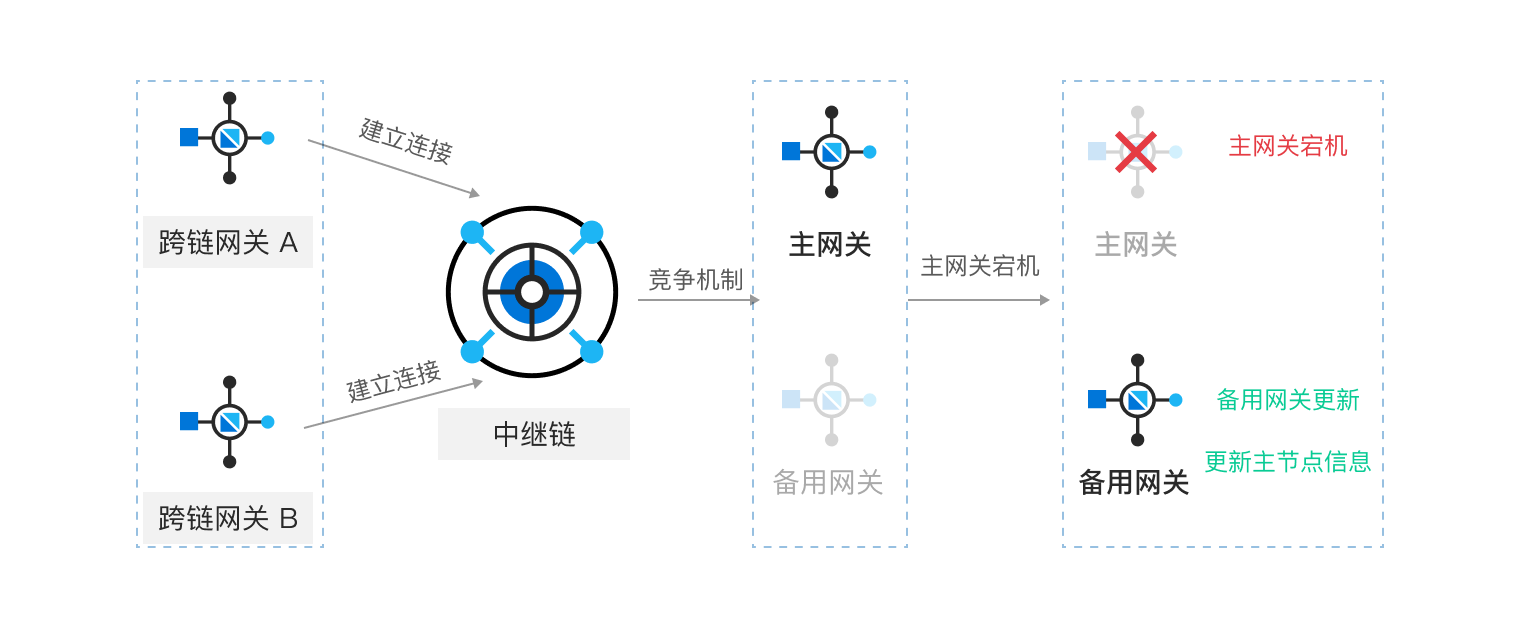 建立连接
跨链网关 A
建立连接
跨链网关 B
中继链
竞争机制
主网关
备用网关
主网关宕机
主网关宕机
主网关
备用网关更新
更新主节点信息
备用网关